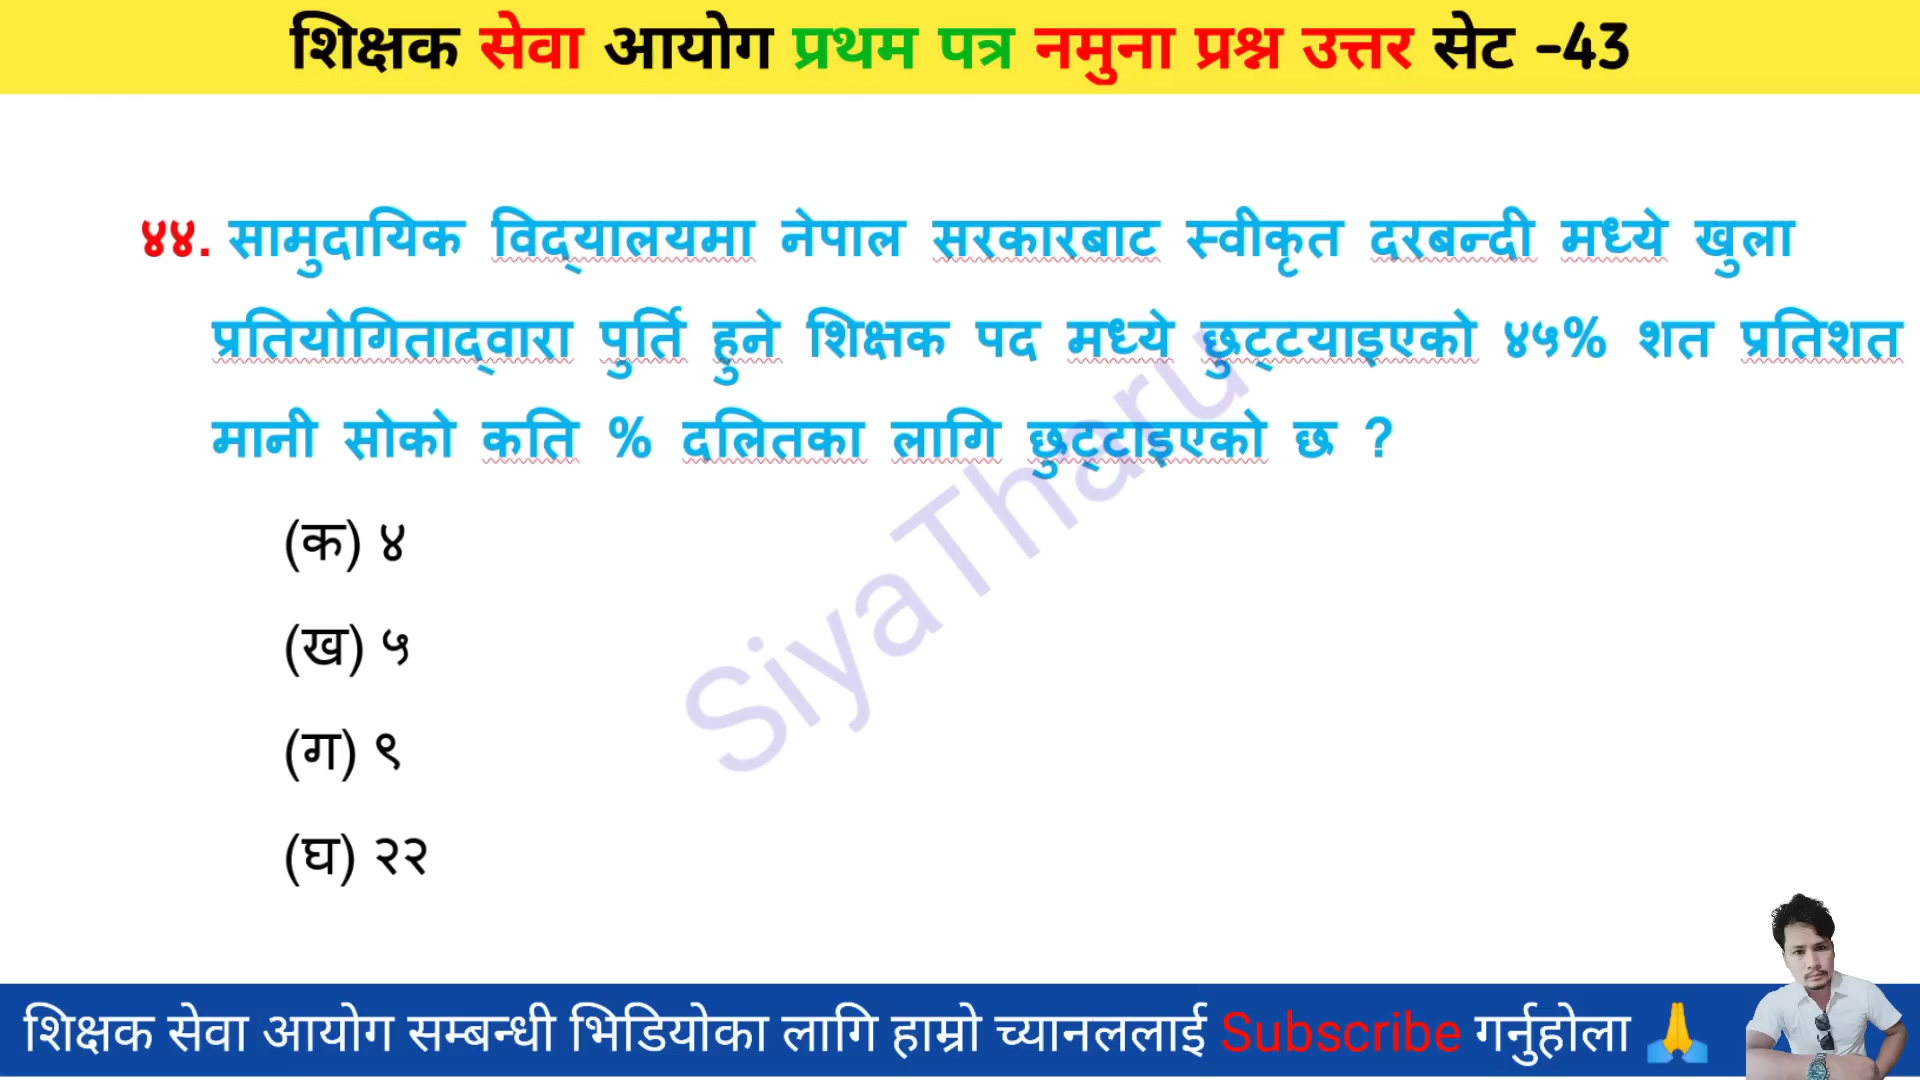 शिक्षक सेवा आयोग प्रथम पत्र नमुना प्रश्न उत्तर सेट -43
४४. सामुदायिक विद्‌यालयमा नेपाल सरकारबाट स्वीकृत दरबन्दी मध्ये खुला
प्रतियोगिताद्‌वारा पुर्ति हुने शिक्षक पद मध्ये छुट्‌टयाइएको ४५% शत प्रतिशत
मानी सोको कति % दलितका लागि छुट्‌टाइएको छ ?
(क) ४
(ख) ५
(ग) ९
(घ) २२
SiyaTharu
शिक्षक सेवा आयोग सम्बन्धी भिडियोका लागि हाम्रो च्यानललाई Subscribe गर्नुहोला 🙏